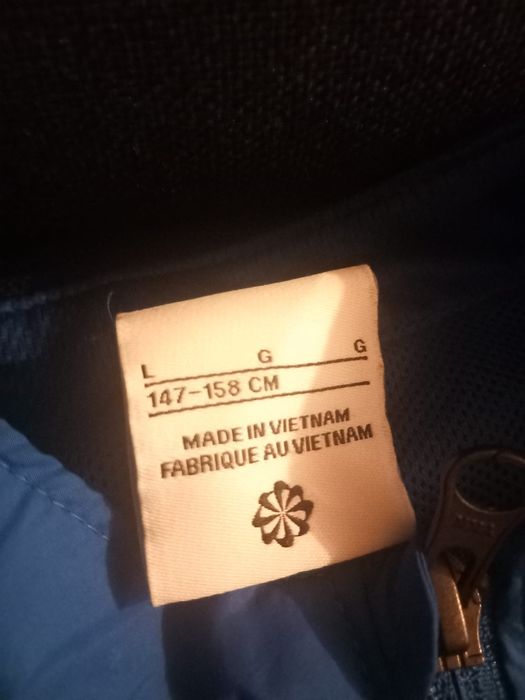 L G G
147-158 CM
MADE IN VIETNAM
FABRIQUE AU VIETNAM